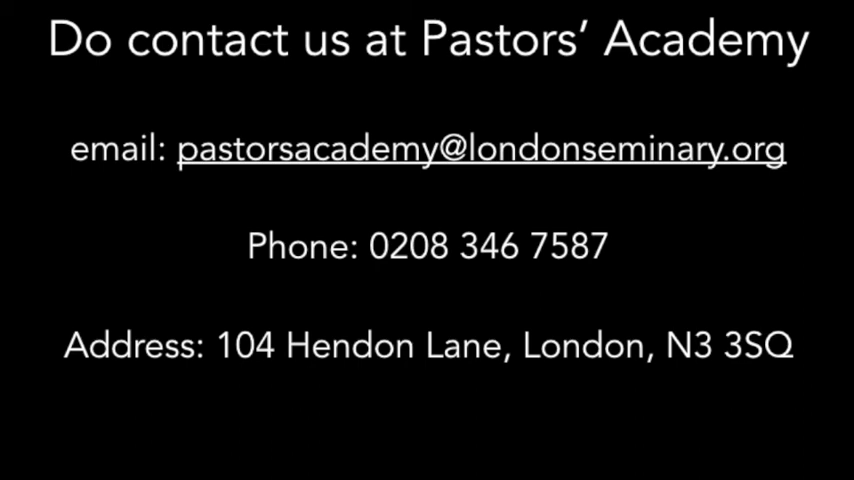 Do contact us at Pastors’ Academy
email: pastorsacademy@londonseminary.org
Phone: 0208 346 7587
Address: 104 Hendon Lane, London, N3 3SQ